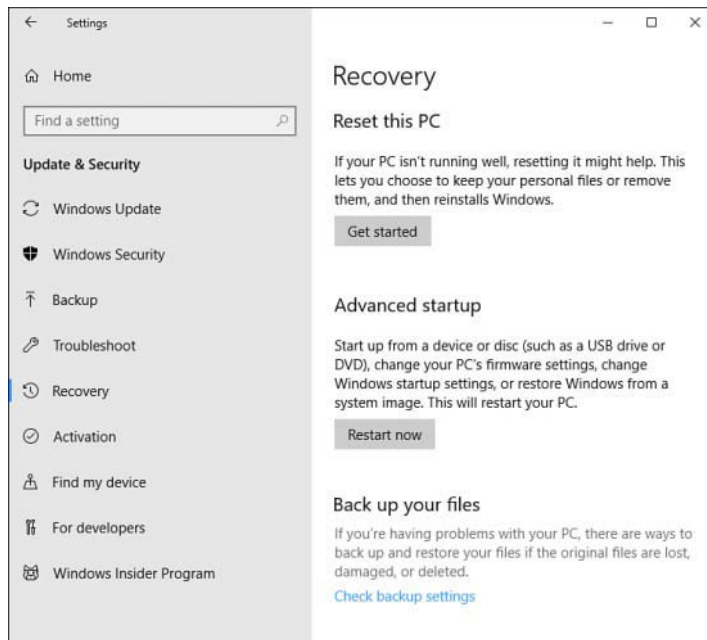 Settings
Home
Find a setting
Update & Security
Windows Update
Windows Security
Backup
Troubleshoot
Recovery
Activation
Find my device
For developers
Windows Insider Program
Recovery
Reset this PC
If your PC isn't running well, resetting it might help. This
lets you choose to keep your personal files or remove
them, and then reinstalls Windows.
Get started
Advanced startup
Start up from a device or disc (such as a USB drive or
DVD), change your PC's firmware settings, change
Windows startup settings, or restore Windows from a
system image. This will restart your PC.
Restart now
Back up your files
If you're having problems with your PC, there are ways to
back up and restore your files if the original files are lost,
damaged, or deleted.
Check backup settings